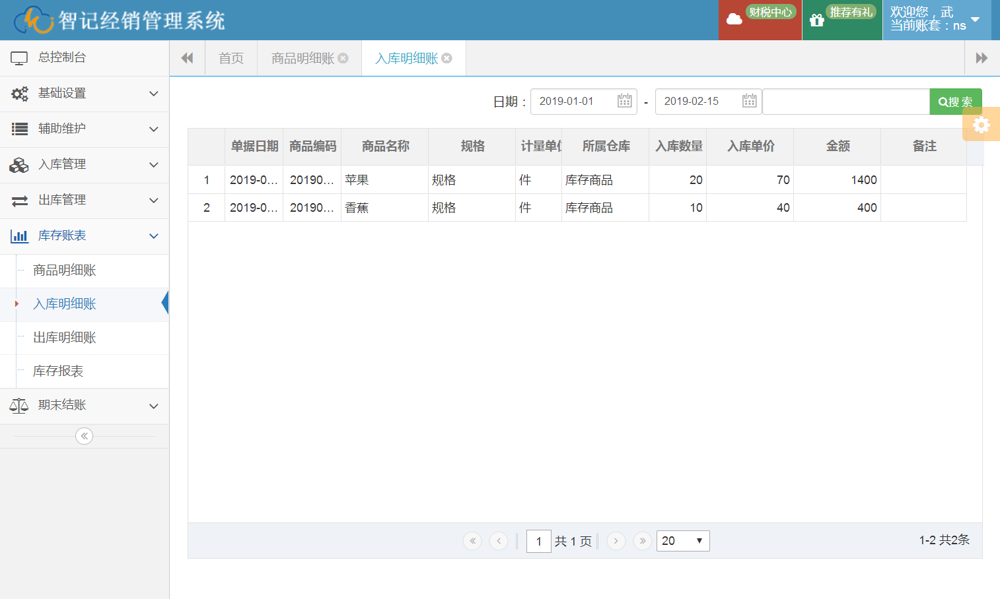 智记经销管理系统
财税中心
推荐有礼
欢迎您，武
当前账套：ns
总控制台
基础设置
辅助维护
入库管理
出库管理
库存账表
商品明细账
入库明细账
出库明细账
库存报表
期末结账
首页
商品明细账
入库明细账
日期： 2019-01-01 - 2019-02-15 搜 索
单据日期 商品编码 商品名称 规格 计量单位 所属仓库 入库数量 入库单价 金额 备注
1 2019-0... 20190... 苹果 规格 件 库存商品 20 70 1400
2 2019-0... 20190... 香蕉 规格 件 库存商品 10 40 400
1 共 1 页 20 1-2 共2条